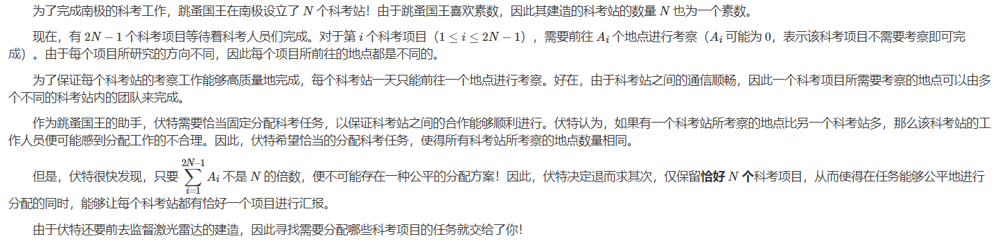 为了完成南极的科考工作，跳蚤国王在南极设立了 N 个科考站！由于跳蚤国王喜欢素数，因此其建造的科考站的数量 N 也为一个素数。
现在，有 2N − 1 个科考项目等待着科考人员们完成。对于第 i 个科考项目（1 ≤ i ≤ 2N − 1），需要前往 A_i 个地点进行考察（A_i 可能为 0，表示该科考项目不需要考察即可完
成）。由于每个项目所研究的方向不同，因此每个项目所前往的地点都是不同的。
为了保证每个科考站的考察工作能够高质量地完成，每个科考站一天只能前往一个地点进行考察。好在，由于科考站之间的通信顺畅，因此一个科考项目所需要考察的地点可以由多
个不同的科考站内的团队来完成。
作为跳蚤国王的助手，伏特需要恰当固定分配科考任务，以保证科考站之间的合作能够顺利进行。伏特认为，如果有一个科考站所考察的地点比另一个科考站多，那么该科考站的工
作人员便可能感到分配工作的不合理。因此，伏特希望恰当的分配科考任务，使得所有科考站所考察的地点数量相同。
但是，伏特很快发现，只要 \sum_{i=1}^{2N−1} A_i 不是 N 的倍数，便不可能存在一种公平的分配方案！因此，伏特决定退而求其次，仅保留恰好 N 个科考项目，从而使得在任务能够公平地进行
分配的同时，能够让每个科考站都有恰好一个项目进行汇报。
由于伏特还要前去监督激光雷达的建造，因此寻找需要分配哪些科考项目的任务就交给了你！